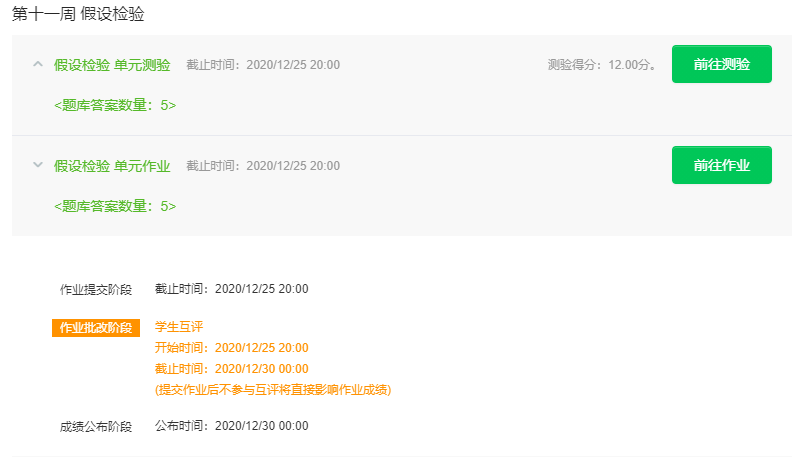 第十一周 假设检验
假设检验 单元测验 截止时间：2020/12/25 20:00 测验得分：12.00分。 前往测验
<题库答案数量：5>
假设检验 单元作业 截止时间：2020/12/25 20:00 前往作业
<题库答案数量：5>
作业提交阶段 截止时间：2020/12/25 20:00
作业批改阶段 学生互评
开始时间：2020/12/25 20:00
截止时间：2020/12/30 00:00
(提交作业后不参与互评将直接影响作业成绩)
成绩公布阶段 公布时间：2020/12/30 00:00